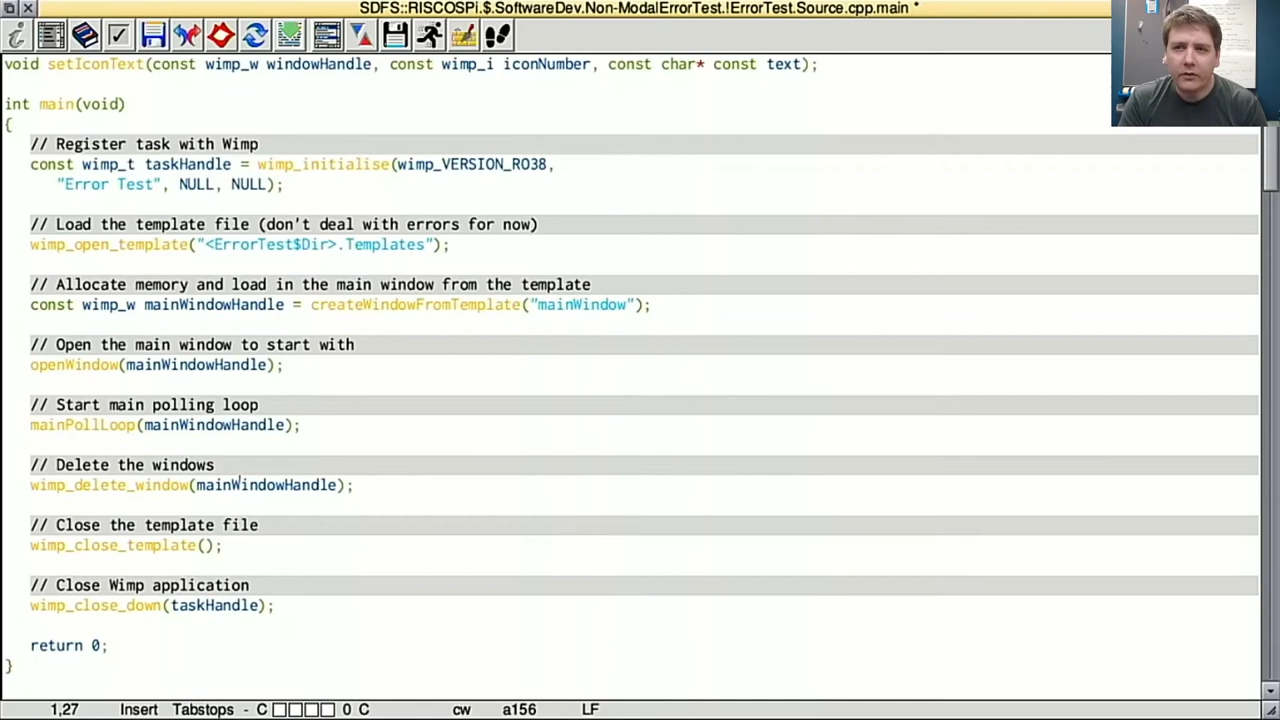 SDFS::RISCOSPi.$.SoftwareDev.Non-ModalErrorTest.!ErrorTest.Source.cpp.main *
void setIconText(const wimp_w windowHandle, const wimp_i iconNumber, const char* const text);
int main(void)
{
// Register task with Wimp
const wimp_t taskHandle = wimp_initialise(wimp_VERSION_RO38,
"Error Test", NULL, NULL);
// Load the template file (don't deal with errors for now)
wimp_open_template("<ErrorTest$Dir>.Templates");
// Allocate memory and load in the main window from the template
const wimp_w mainWindowHandle = createWindowFromTemplate("mainWindow");
// Open the main window to start with
openWindow(mainWindowHandle);
// Start main polling loop
mainPollLoop(mainWindowHandle);
// Delete the windows
wimp_delete_window(mainWindowHandle);
// Close the template file
wimp_close_template();
// Close Wimp application
wimp_close_down(taskHandle);
return 0;
}
1,27 Insert Tabstops - C 0 C cw a156 LF